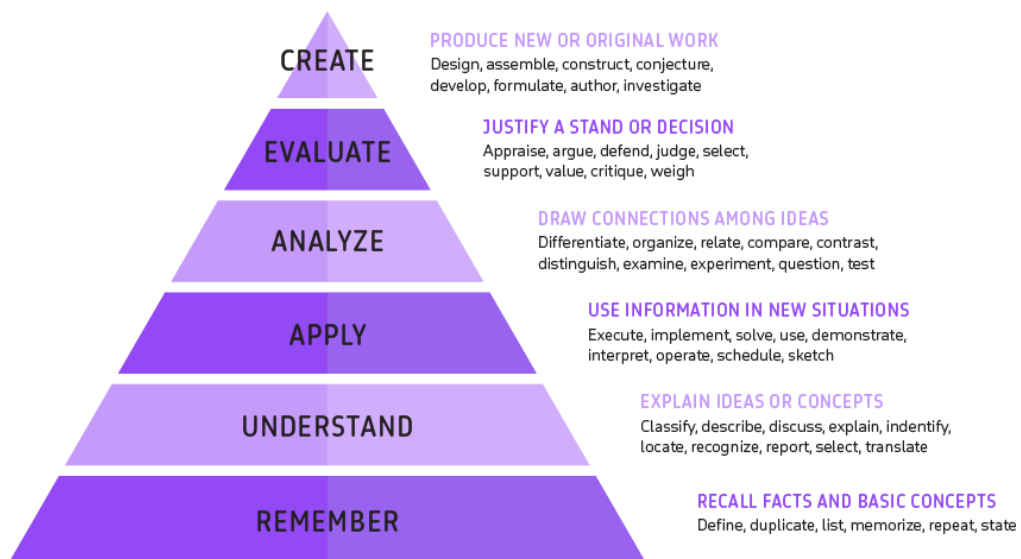 CREATE
PRODUCE NEW OR ORIGINAL WORK
Design, assemble, construct, conjecture,
develop, formulate, author, investigate
EVALUATE
JUSTIFY A STAND OR DECISION
Appraise, argue, defend, judge, select,
support, value, critique, weigh
ANALYZE
DRAW CONNECTIONS AMONG IDEAS
Differentiate, organize, relate, compare, contrast,
distinguish, examine, experiment, question, test
APPLY
USE INFORMATION IN NEW SITUATIONS
Execute, implement, solve, use, demonstrate,
interpret, operate, schedule, sketch
UNDERSTAND
EXPLAIN IDEAS OR CONCEPTS
Classify, describe, discuss, explain, indentify,
locate, recognize, report, select, translate
REMEMBER
RECALL FACTS AND BASIC CONCEPTS
Define, duplicate, list, memorize, repeat, state